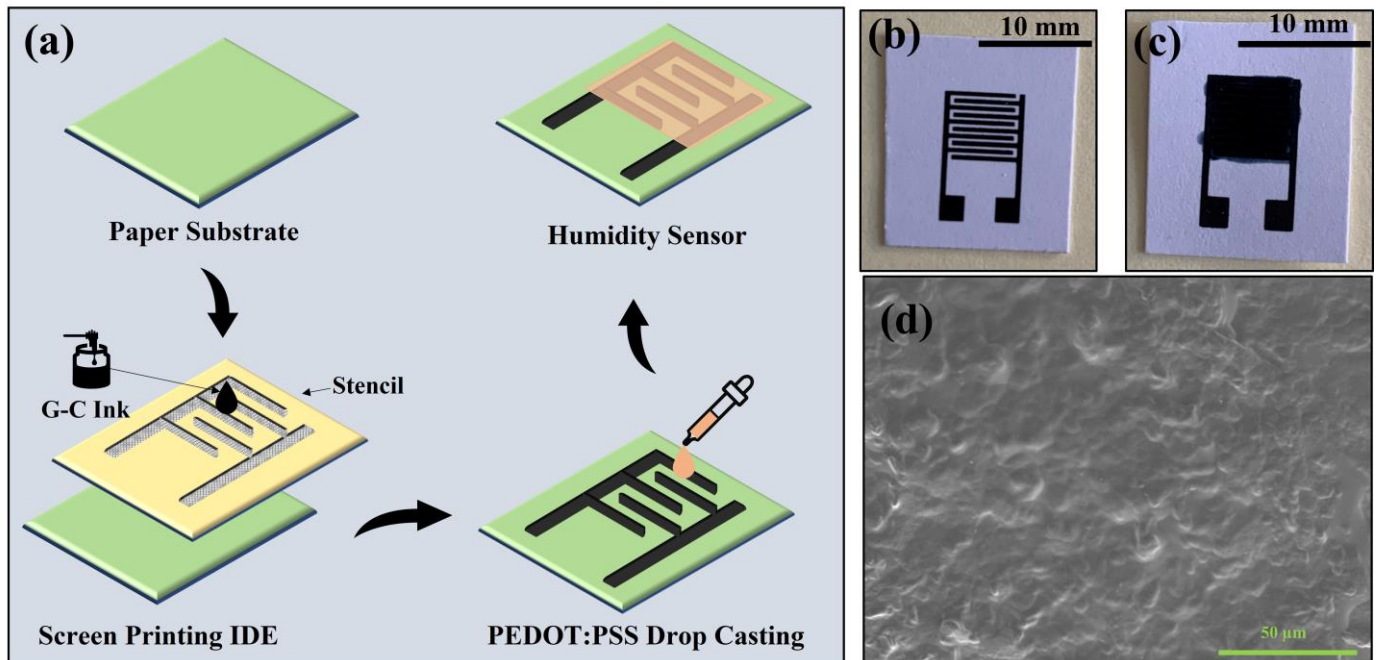 (a)
Paper Substrate
Humidity Sensor
G-C Ink
Stencil
Screen Printing IDE
PEDOT:PSS Drop Casting
(b)
10 mm
(c)
10 mm
(d)
50 µm